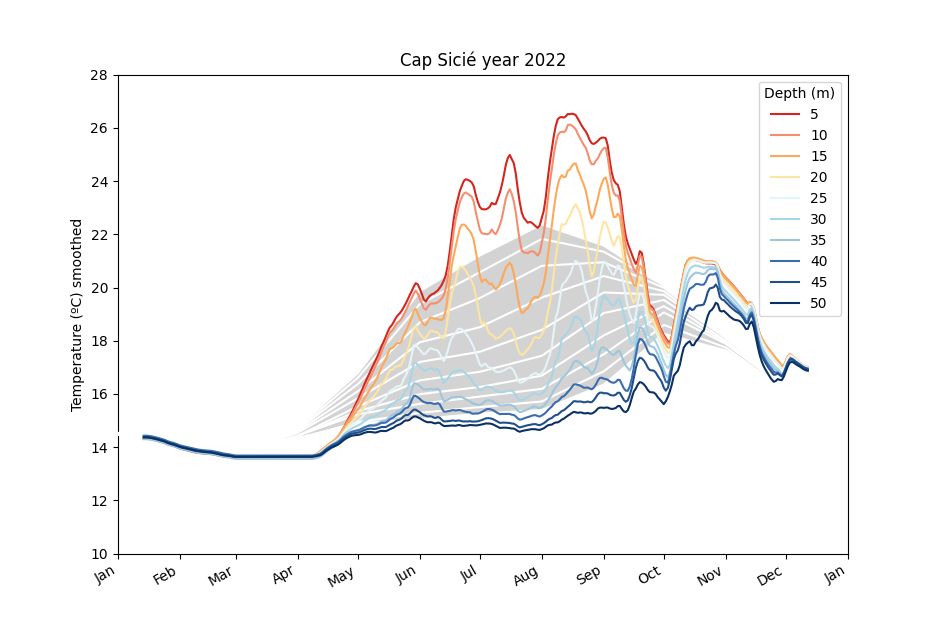 Cap Sicié year 2022
Temperature (ºC) smoothed
28
26
24
22
20
18
16
14
12
10
Jan
Feb
Mar
Apr
May
Jun
Jul
Aug
Sep
Oct
Nov
Dec
Jan
Depth (m)
5
10
15
20
25
30
35
40
45
50